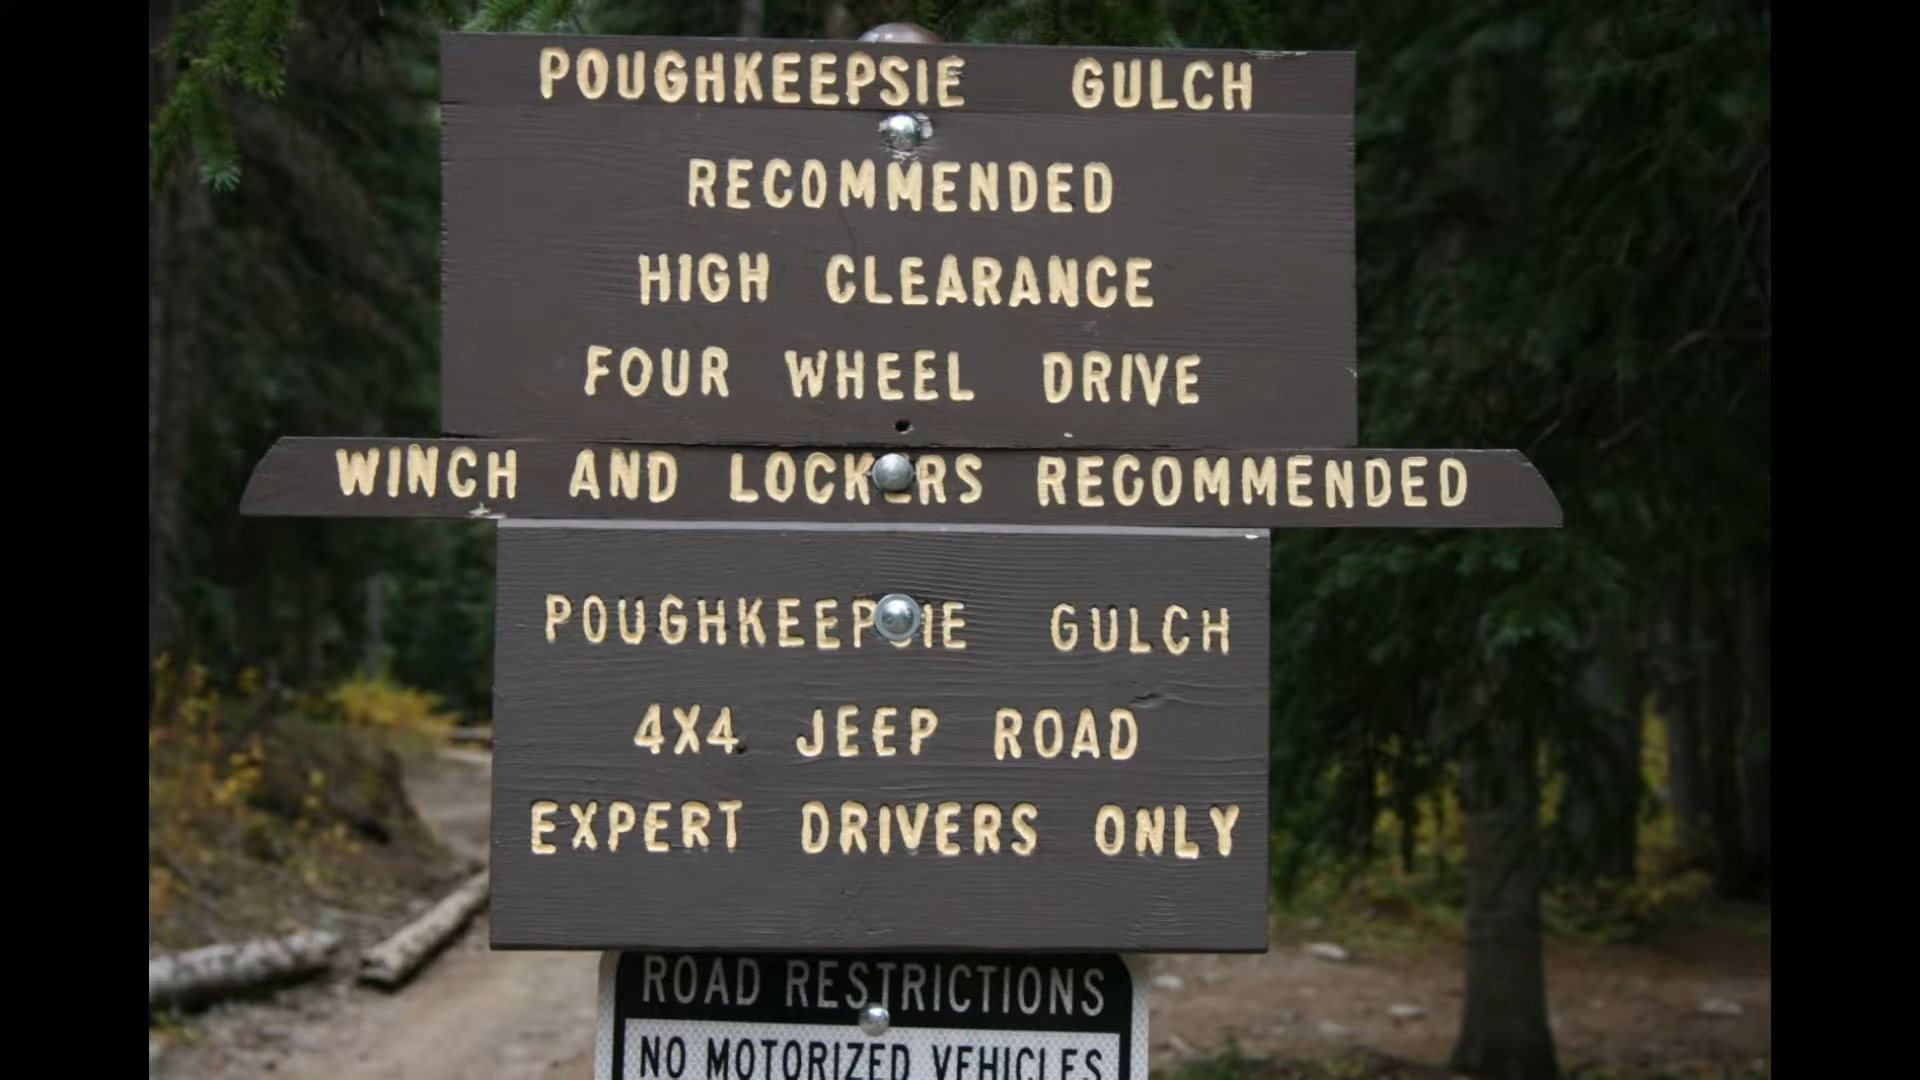 POUGHKEEPSIE GULCH
RECOMMENDED
HIGH CLEARANCE
FOUR WHEEL DRIVE
WINCH AND LOCKERS RECOMMENDED
POUGHKEEPSIE GULCH
4X4 JEEP ROAD
EXPERT DRIVERS ONLY
ROAD RESTRICTIONS
NO MOTORIZED VEHICLES